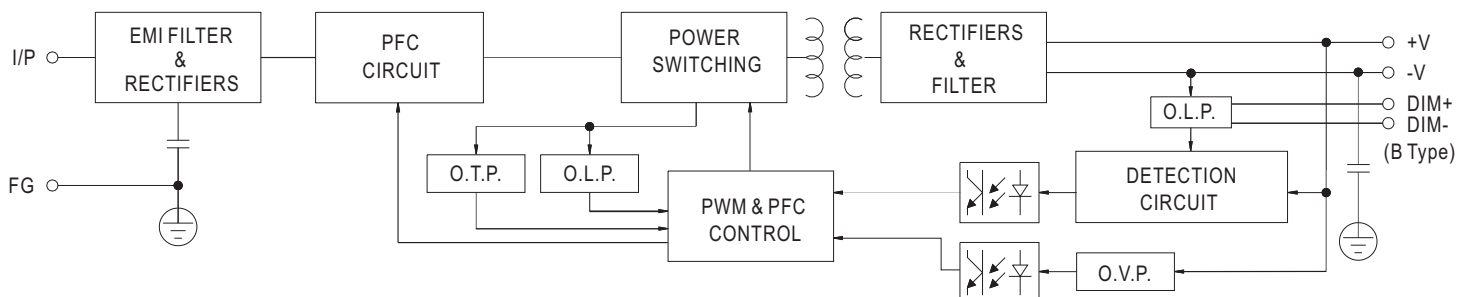 I/P
EMI FILTER
&
RECTIFIERS
PFC
CIRCUIT
POWER
SWITCHING
RECTIFIERS
&
FILTER
+V
-V
DIM+
DIM-
(B Type)
O.L.P.
O.T.P.
O.L.P.
FG
PWM & PFC
CONTROL
DETECTION
CIRCUIT
O.V.P.